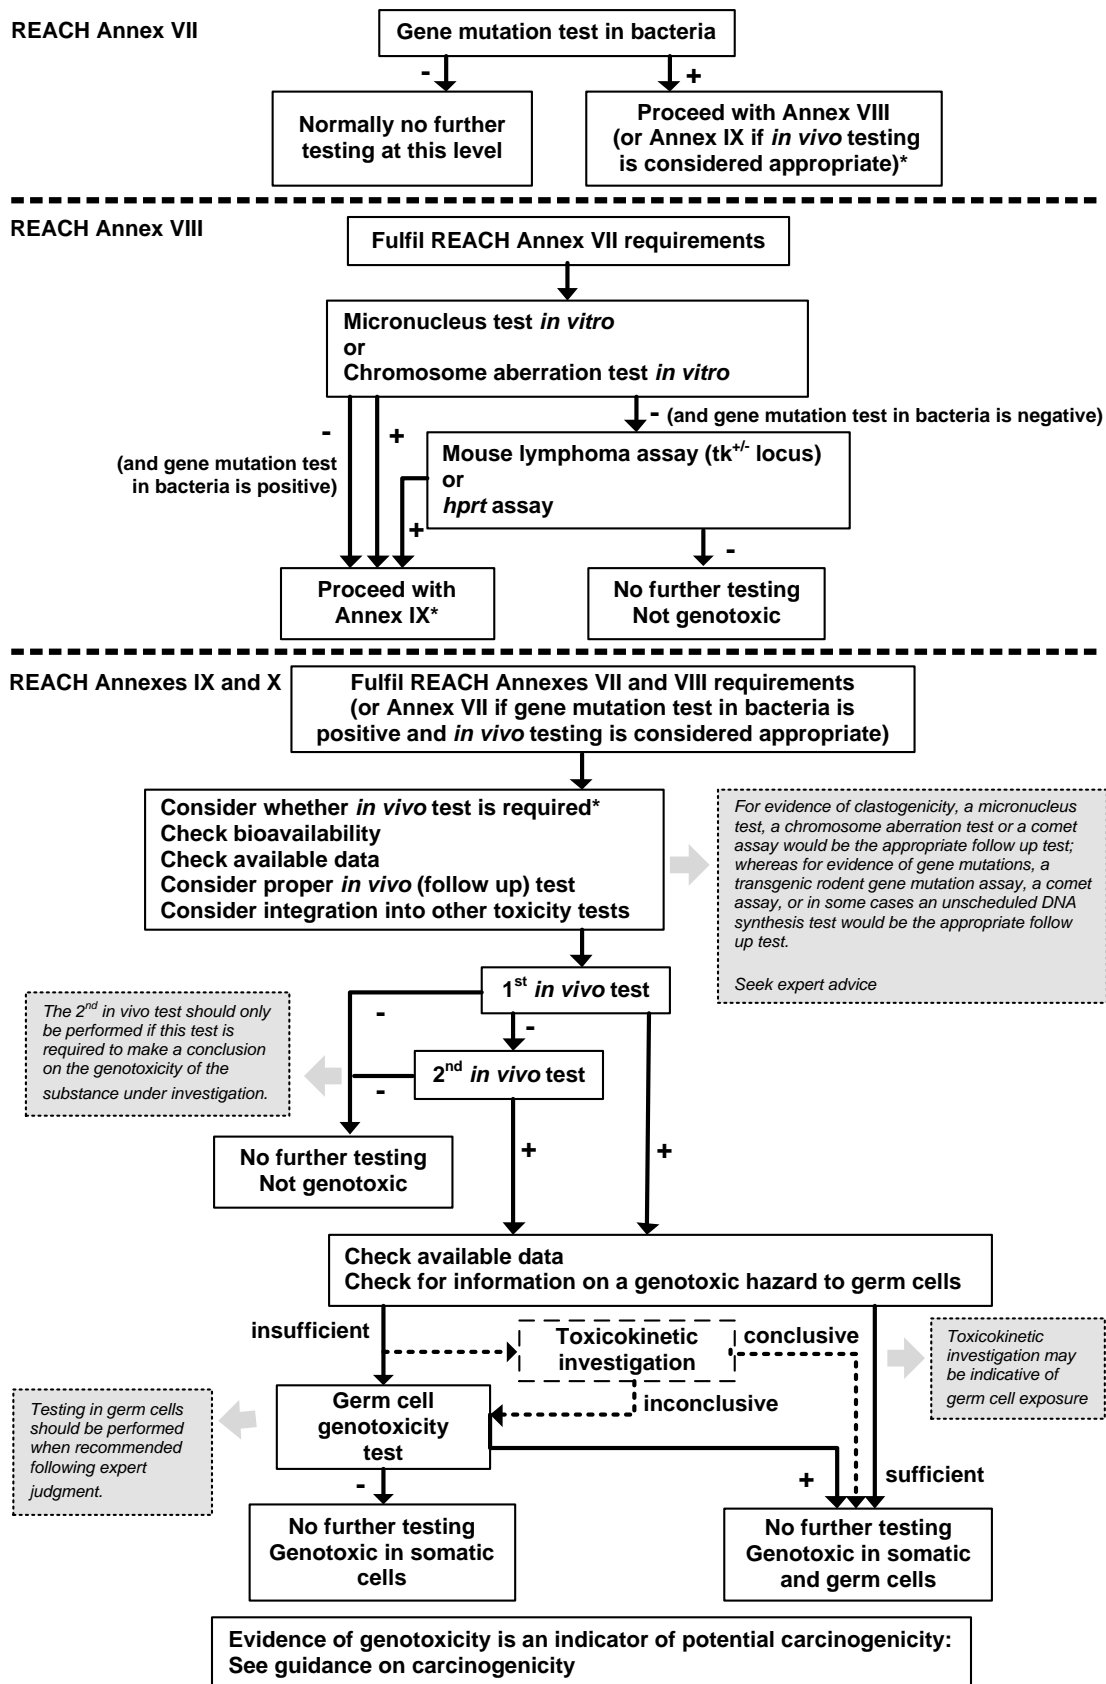 REACH Annex VII
Gene mutation test in bacteria
-
+
Normally no further
testing at this level
Proceed with Annex VIII
(or Annex IX if in vivo testing
is considered appropriate)*
REACH Annex VIII
Fulfil REACH Annex VII requirements
Micronucleus test in vitro
or
Chromosome aberration test in vitro
-
(and gene mutation test
in bacteria is positive)
+
- (and gene mutation test in bacteria is negative)
Mouse lymphoma assay (tk+/- locus)
or
hprt assay
+
-
Proceed with
Annex IX*
No further testing
Not genotoxic
REACH Annexes IX and X
Fulfil REACH Annexes VII and VIII requirements
(or Annex VII if gene mutation test in bacteria is
positive and in vivo testing is considered appropriate)
Consider whether in vivo test is required*
Check bioavailability
Check available data
Consider proper in vivo (follow up) test
Consider integration into other toxicity tests
For evidence of clastogenicity, a micronucleus
test, a chromosome aberration test or a comet
assay would be the appropriate follow up test;
whereas for evidence of gene mutations, a
transgenic rodent gene mutation assay, a comet
assay, or in some cases an unscheduled DNA
synthesis test would be the appropriate follow
up test.
Seek expert advice
1st in vivo test
-
-
The 2nd in vivo test should only
be performed if this test is
required to make a conclusion
on the genotoxicity of the
substance under investigation.
2nd in vivo test
-
+
+
No further testing
Not genotoxic
Check available data
Check for information on a genotoxic hazard to germ cells
insufficient
Toxicokinetic
investigation
conclusive
inconclusive
Toxicokinetic
investigation may
be indicative of
germ cell exposure
Testing in germ cells
should be performed
when recommended
following expert
judgment.
Germ cell
genotoxicity
test
-
+
sufficient
No further testing
Genotoxic in somatic
cells
No further testing
Genotoxic in somatic
and germ cells
Evidence of genotoxicity is an indicator of potential carcinogenicity:
See guidance on carcinogenicity